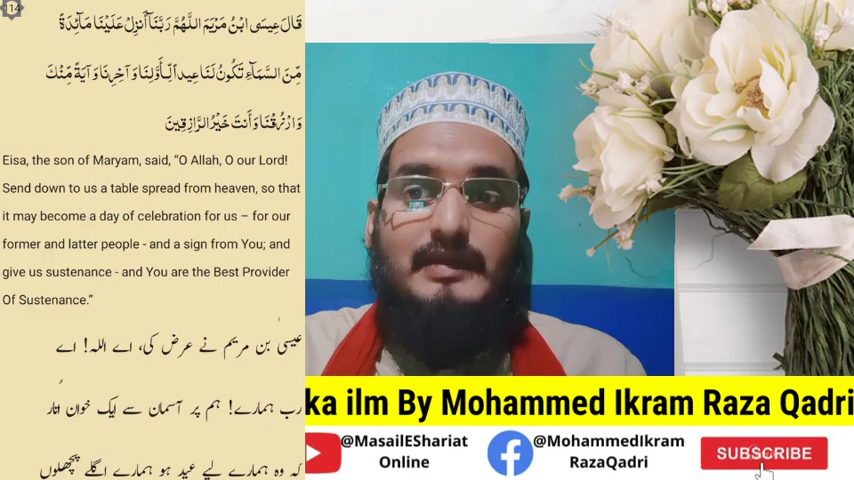 114
قَالَ عِيسَى ابْنُ مَرْيَمَ اللَّهُمَّ رَبَّنَا أَنزِلْ عَلَيْنَا مَآئِدَةً
مِّنَ السَّمَآءِ تَكُونُ لَنَا عِيدًا لِّأَوَّلِنَا وَآخِرِنَا وَآيَةً مِّنْكَ
وَارْزُقْنَا وَأَنتَ خَيْرُ الرَّازِقِينَ
Eisa, the son of Maryam, said, “O Allah, O our Lord!
Send down to us a table spread from heaven, so that
it may become a day of celebration for us – for our
former and latter people - and a sign from You; and
give us sustenance - and You are the Best Provider
Of Sustenance.”
عیسیٰ بن مریم نے عرض کی، اے اللہ! اے
رب ہمارے! ہم پر آسمان سے ایک خوان اُتار
کہ وہ ہمارے لیے عید ہو ہمارے اگلے پچھلوں
ka ilm By Mohammed Ikram Raza Qadri
@MasailEShariat
Online
@MohammedIkram
RazaQadri
SUBSCRIBE